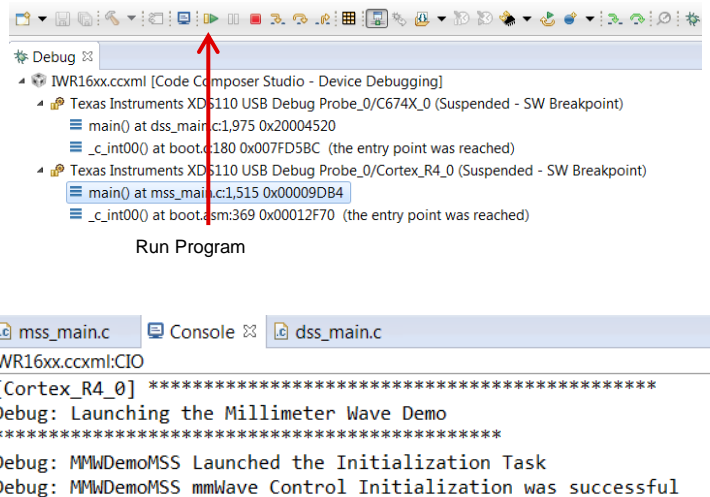 Debug
IWR16xx.ccxml [Code Composer Studio - Device Debugging]
Texas Instruments XDS110 USB Debug Probe_0/C674X_0 (Suspended - SW Breakpoint)
main() at dss_main.c:1,975 0x20004520
_c_int00() at boot.c:180 0x007FD5BC (the entry point was reached)
Texas Instruments XDS110 USB Debug Probe_0/Cortex_R4_0 (Suspended - SW Breakpoint)
main() at mss_main.c:1,515 0x00009DB4
_c_int00() at boot.asm:369 0x00012F70 (the entry point was reached)
Run Program
mss_main.c Console dss_main.c
WR16xx.ccxml:CIO
[Cortex_R4_0] **********************************************
Debug: Launching the Millimeter Wave Demo
**********************************************
Debug: MMWDemoMSS Launched the Initialization Task
Debug: MMWDemoMSS mmWave Control Initialization was successful